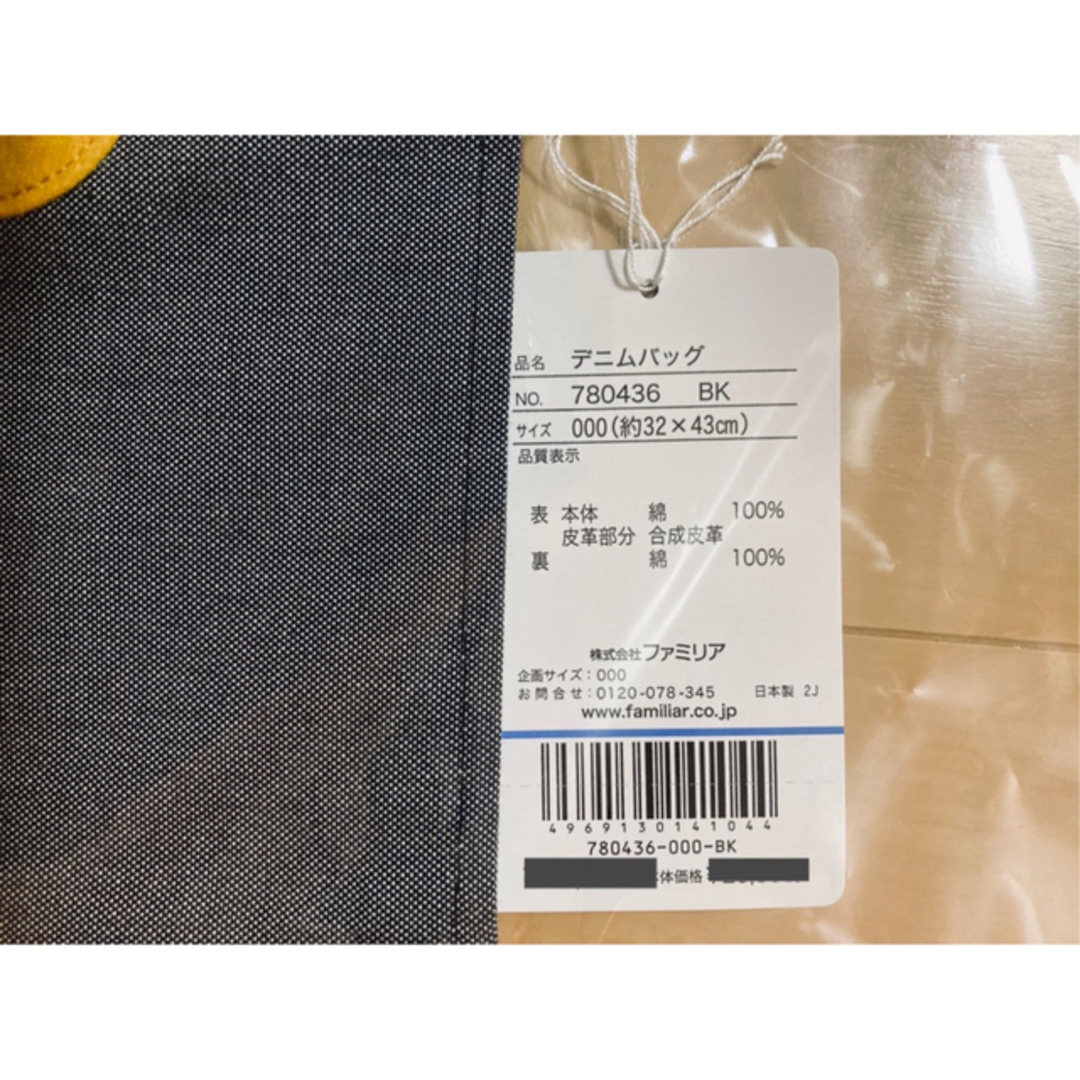 品名 デニムバッグ
NO. 780436 BK
サイズ 000(約32×43cm)
品質表示
表 本体 綿 100%
皮革部分 合成皮革
裏 綿 100%
株式会社ファミリア
企画サイズ:000
お問合せ:0120-078-345 日本製 2J
www.familiar.co.jp
4969130141044
780436-000-BK
体価格